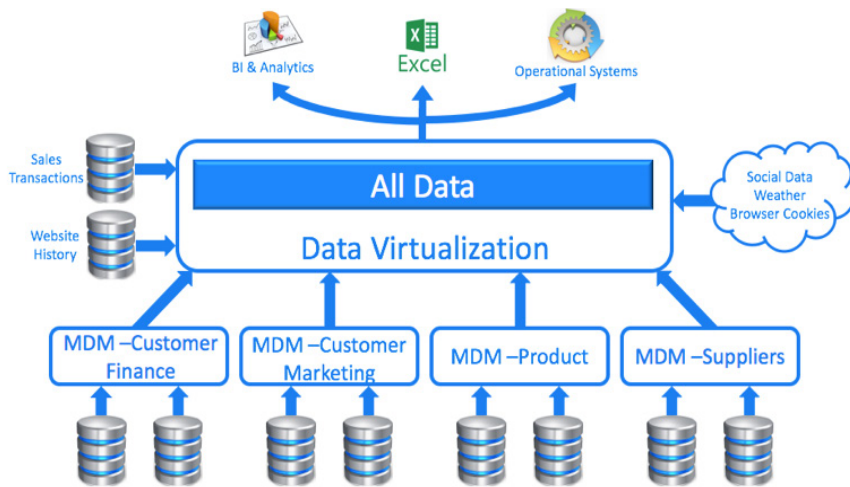 BI & Analytics
Excel
Operational Systems
Sales
Transactions
All Data
Social Data
Weather
Browser Cookies
Website
History
Data Virtualization
MDM –Customer
Finance
MDM –Customer
Marketing
MDM –Product
MDM –Suppliers